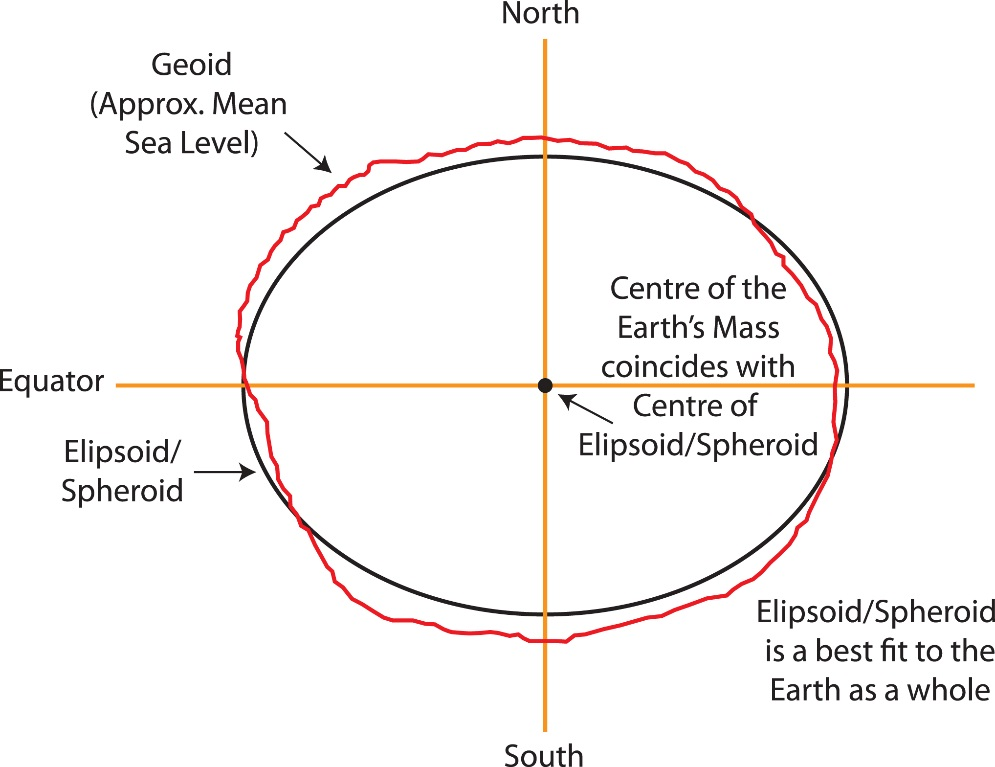 North
Geoid
(Approx. Mean
Sea Level)
Centre of the
Earth’s Mass
coincides with
Centre of
Elipsoid/Spheroid
Equator
Elipsoid/
Spheroid
Elipsoid/Spheroid
is a best fit to the
Earth as a whole
South